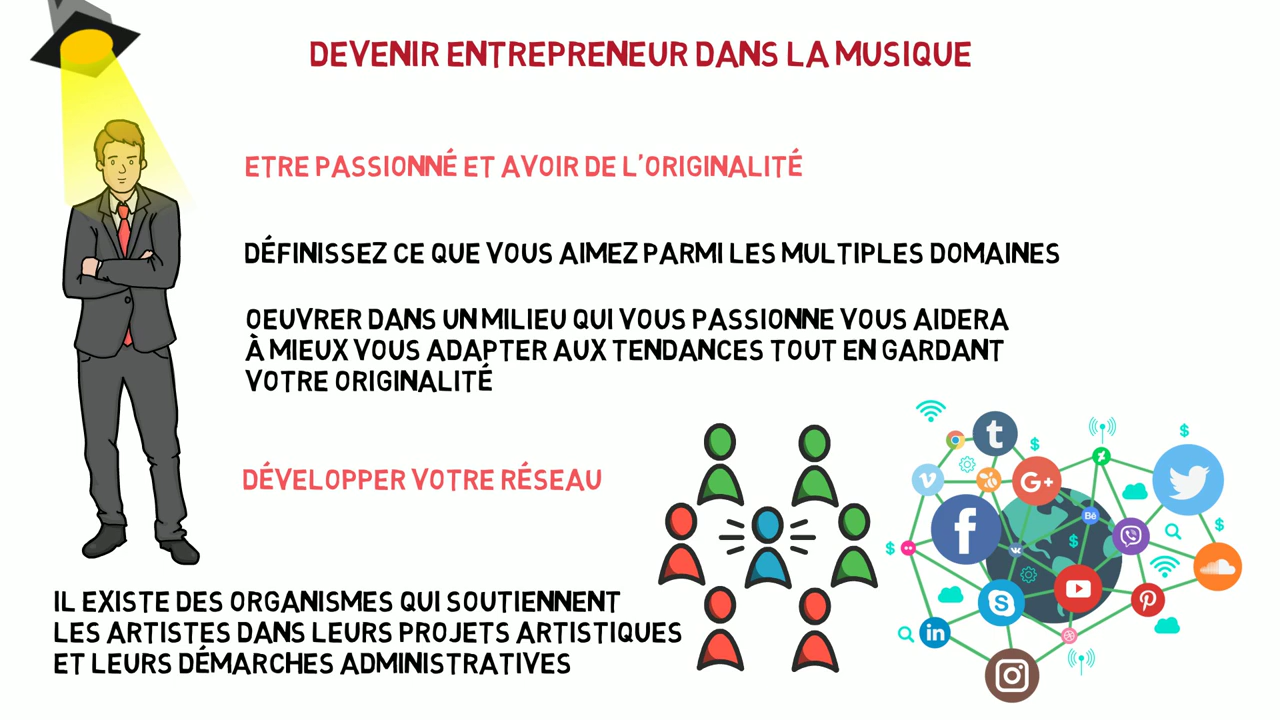 DEVENIR ENTREPRENEUR DANS LA MUSIQUE
ETRE PASSIONNÉ ET AVOIR DE L'ORIGINALITÉ
DÉFINISSEZ CE QUE VOUS AIMEZ PARMI LES MULTIPLES DOMAINES
OEUVRER DANS UN MILIEU QUI VOUS PASSIONNE VOUS AIDERA
À MIEUX VOUS ADAPTER AUX TENDANCES TOUT EN GARDANT
VOTRE ORIGINALITÉ
DÉVELOPPER VOTRE RÉSEAU
IL EXISTE DES ORGANISMES QUI SOUTIENNENT
LES ARTISTES DANS LEURS PROJETS ARTISTIQUES
ET LEURS DÉMARCHES ADMINISTRATIVES